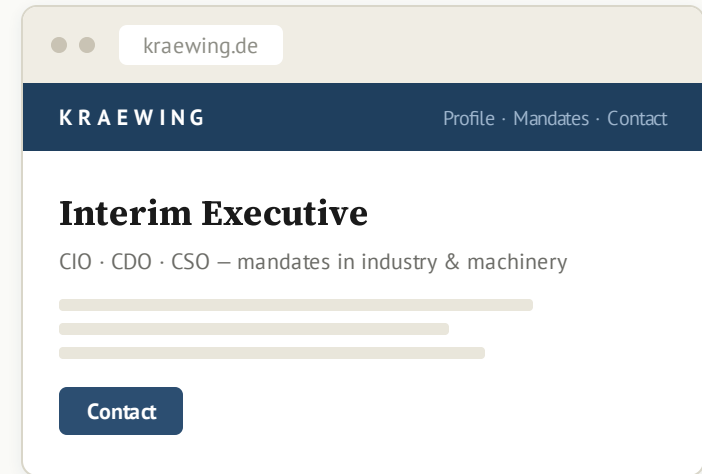 kraewing.de
KRAEWING
Profile · Mandates · Contact
Interim Executive
CIO · CDO · CSO — mandates in industry & machinery
Contact